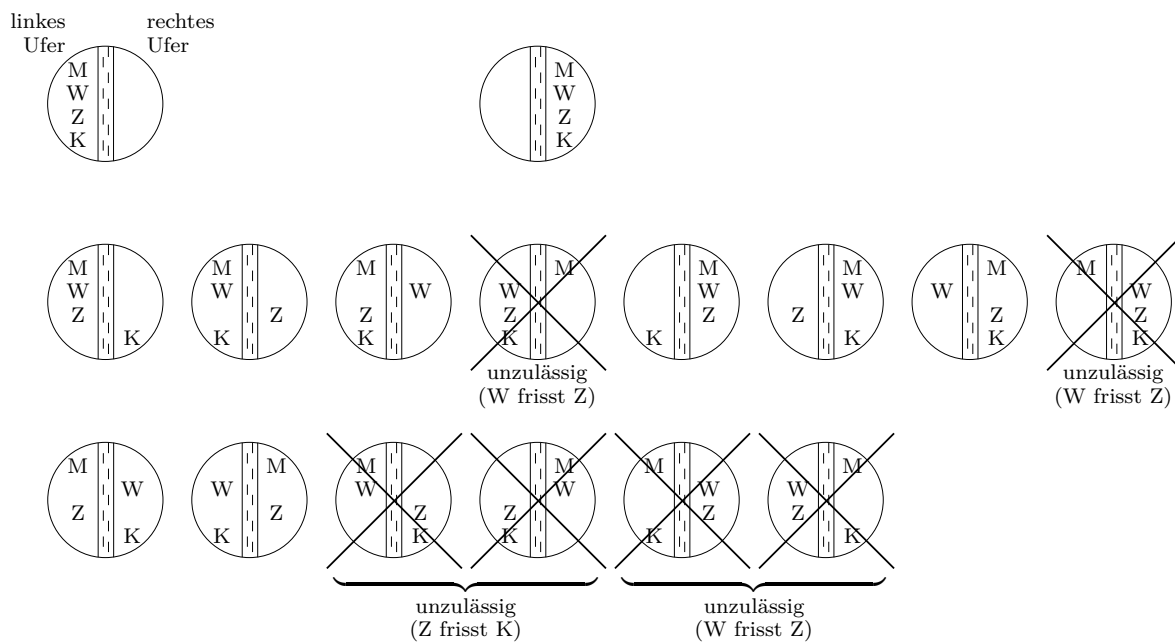 linkes rechtes
Ufer Ufer
M M
W W
Z Z
K K
M M M M M M M M
W W W W W W W W
Z Z Z Z Z Z Z Z
K K K K K K K K
unzulässig unzulässig
(W frisst Z) (W frisst Z)
M M M M M M
W W W W W W
Z Z Z Z Z Z
K K K K K K
unzulässig unzulässig
(Z frisst K) (W frisst Z)